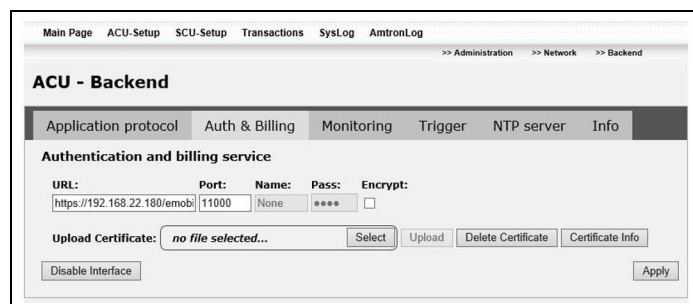 Main Page ACU-Setup SCU-Setup Transactions SysLog AmtronLog
>> Administration >> Network >> Backend
ACU - Backend
Application protocol Auth & Billing Monitoring Trigger NTP server Info
Authentication and billing service
URL: Port: Name: Pass: Encrypt:
https://192.168.22.180/emobi 11000 None ••••
Upload Certificate: no file selected... Select Upload Delete Certificate Certificate Info
Disable Interface Apply